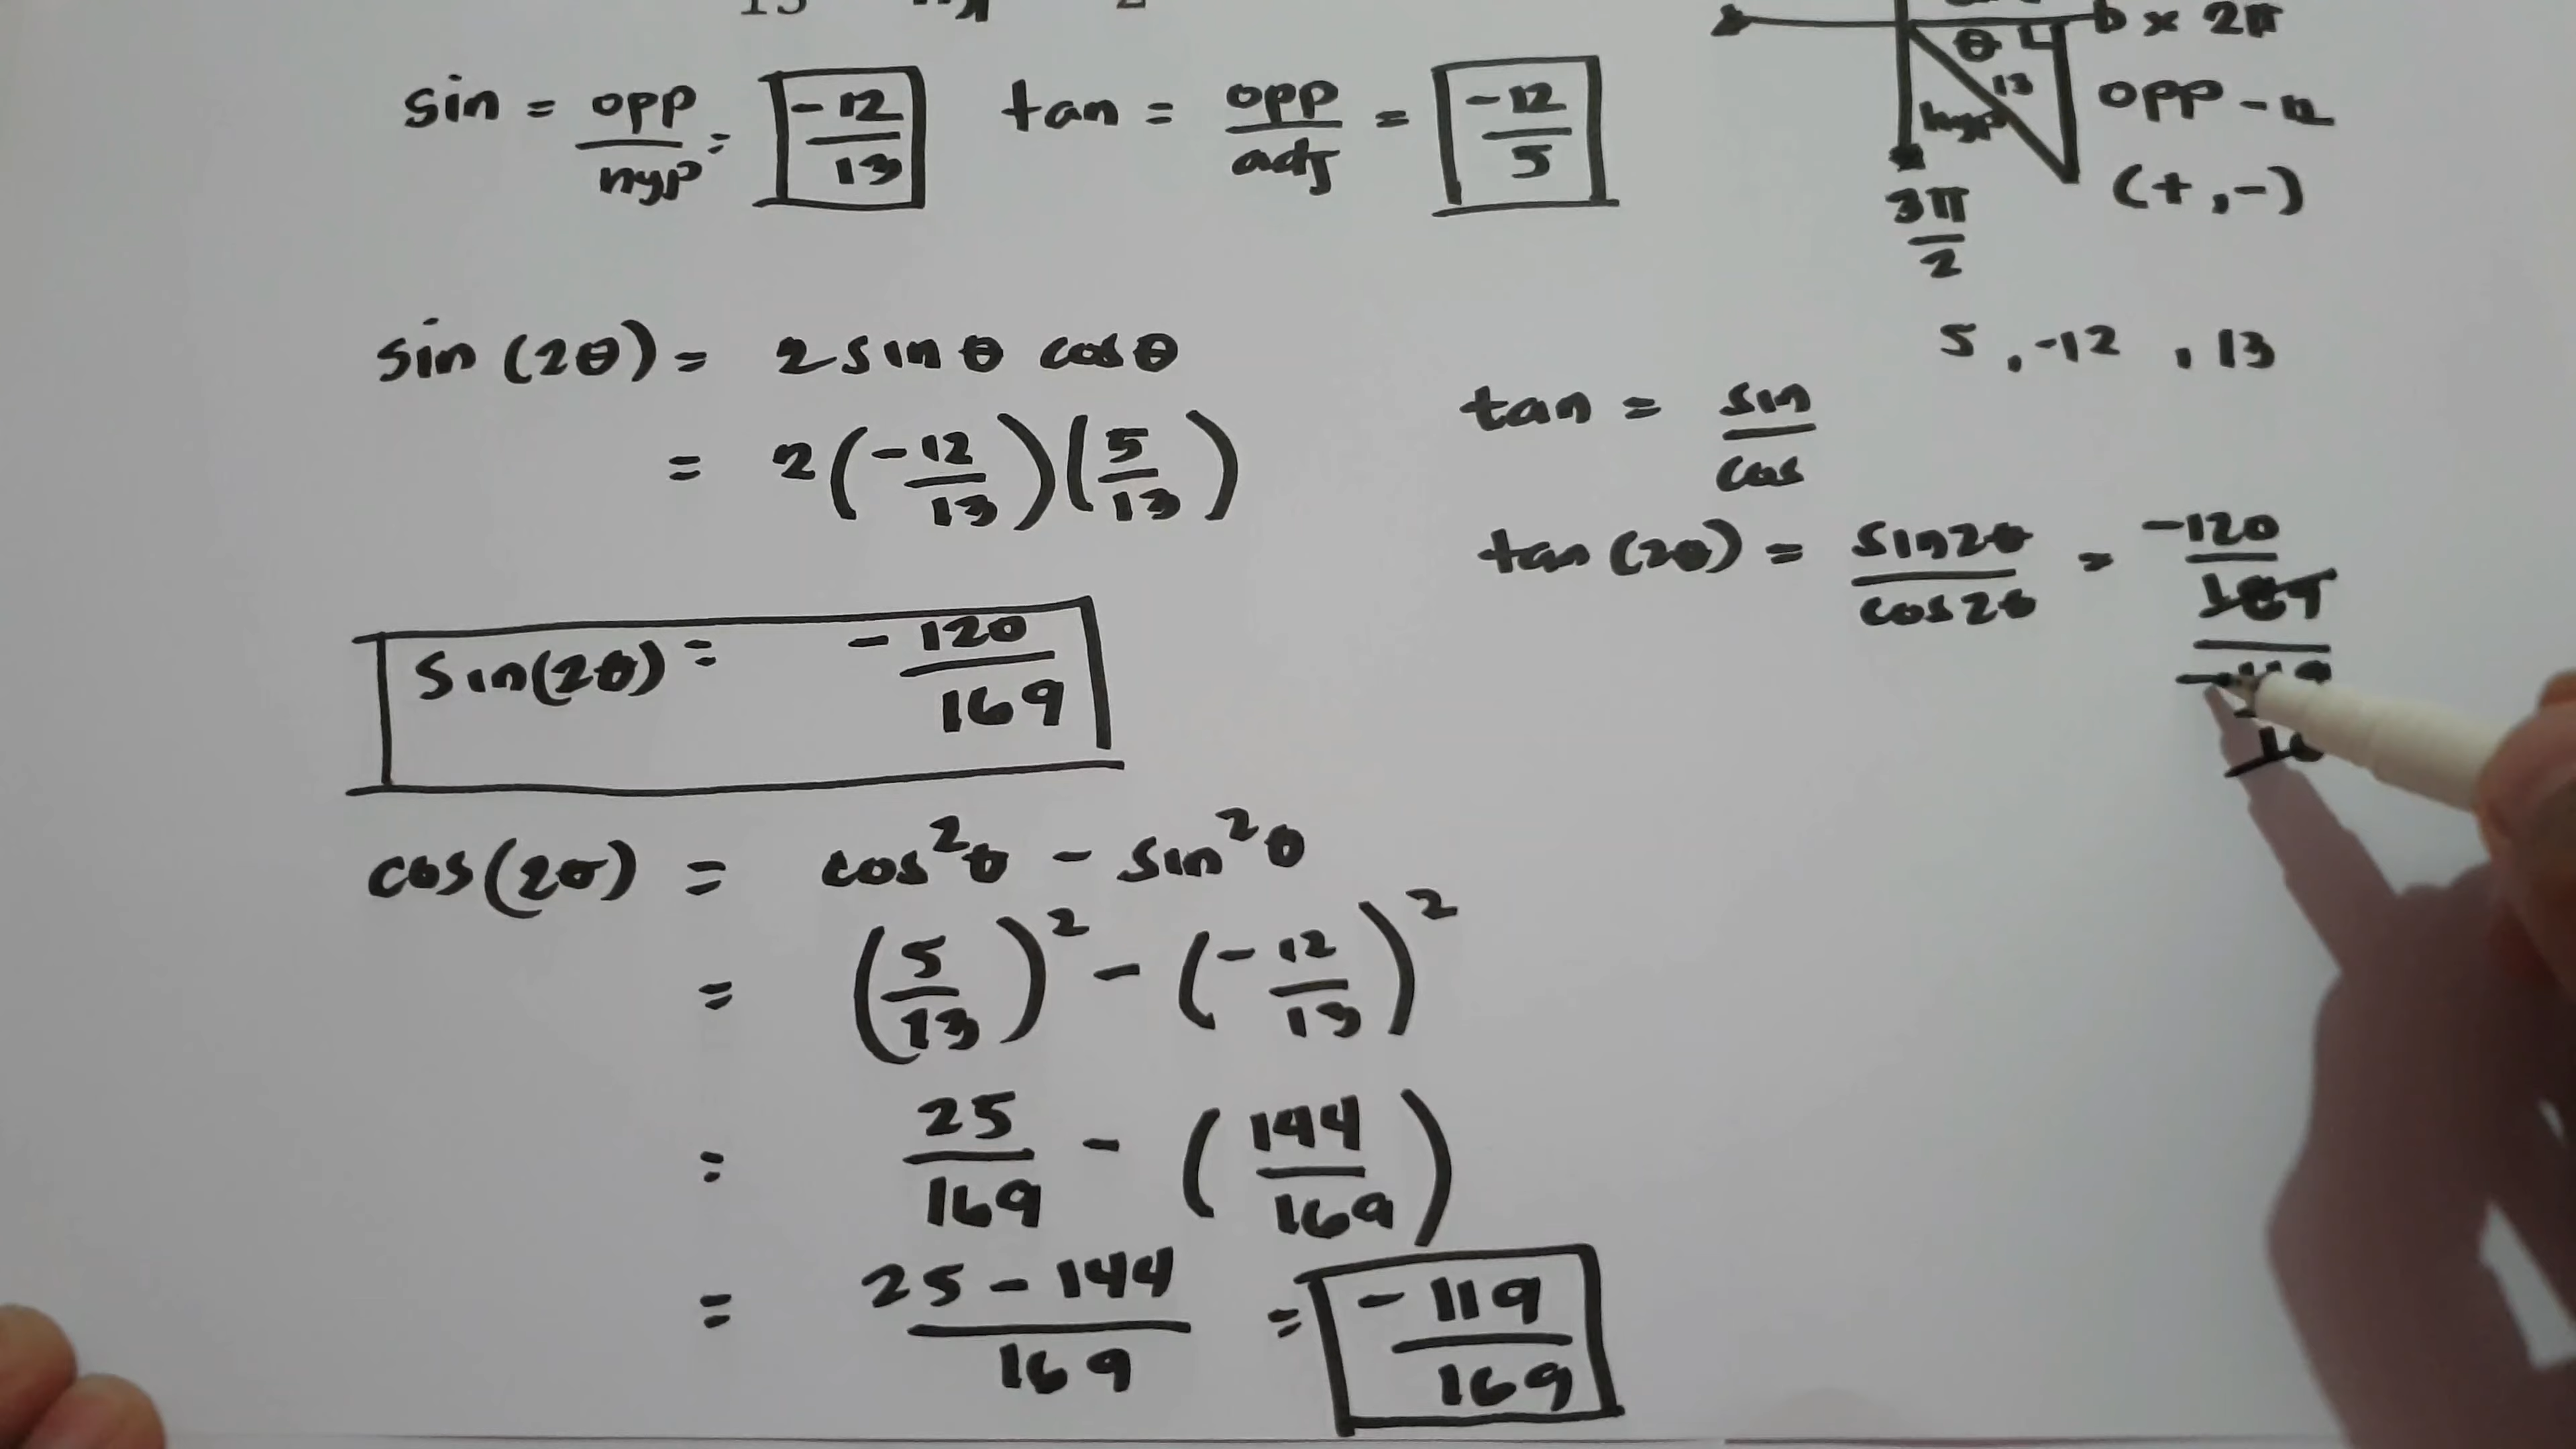 sin = opp/hyp = -12/13 tan = opp/adj = -12/5
x 2π
θ
13
hyp
opp -12
(+,-)
3π/2
5, -12, 13
sin(2θ) = 2sinθ cosθ
= 2(-12/13)(5/13)
tan = sin/cos
tan(2θ) = sin2θ/cos2θ = -120/169
sin(2θ) = -120/169
cos(2θ) = cos²θ - sin²θ
= (5/13)² - (-12/13)²
= 25/169 - (144/169)
= 25-144/169 = -119/169